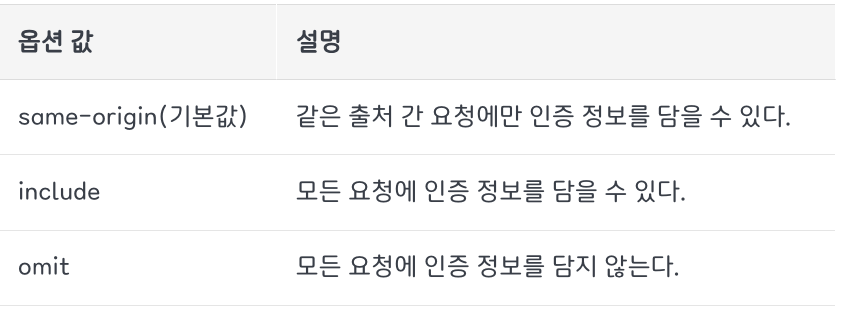 옵션 값 설명
same-origin(기본값) 같은 출처 간 요청에만 인증 정보를 담을 수 있다.
include 모든 요청에 인증 정보를 담을 수 있다.
omit 모든 요청에 인증 정보를 담지 않는다.